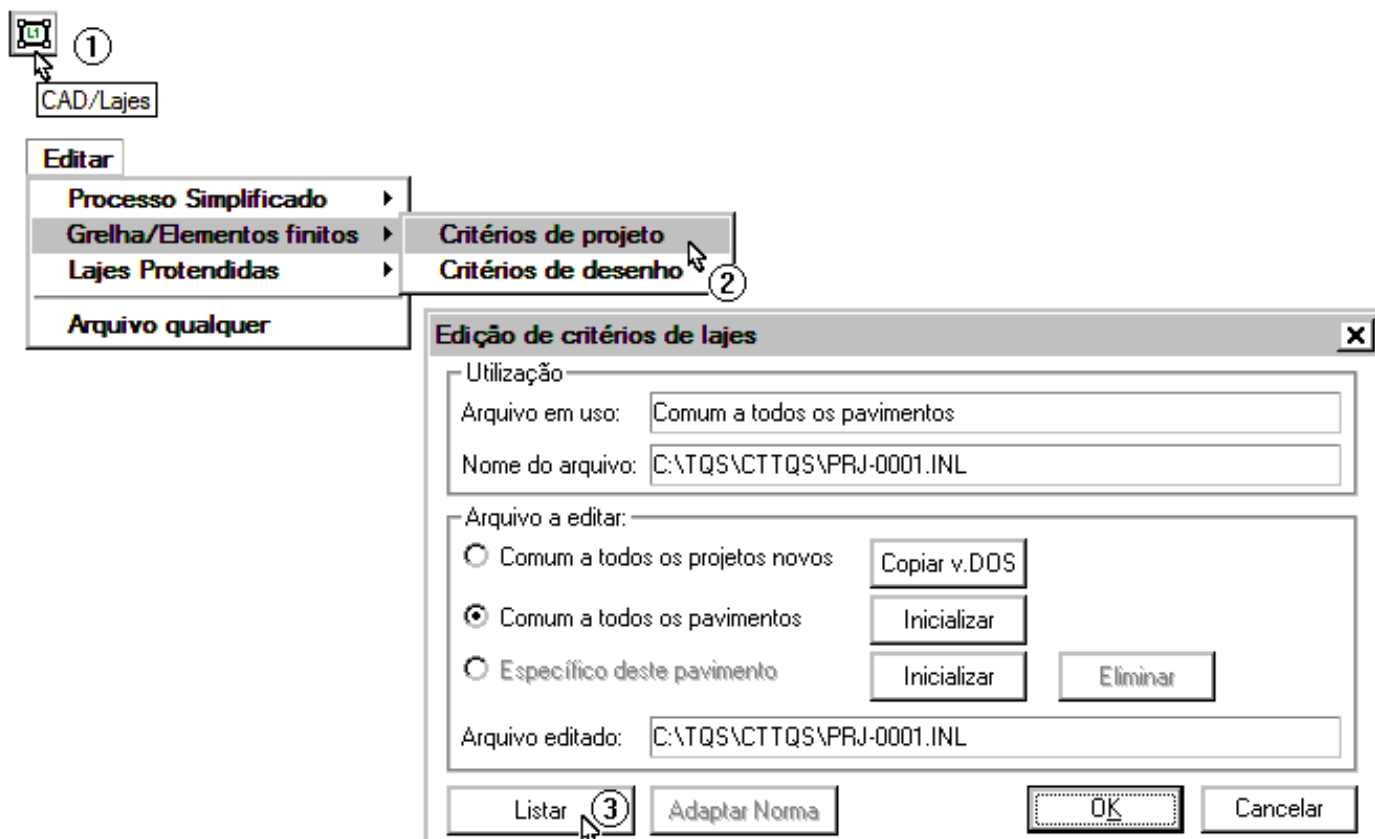 L1
1
CAD/Lajes
Editar
Processo Simplificado
Grelha/Elementos finitos
Lajes Protendidas
Arquivo qualquer
Critérios de projeto
Critérios de desenho
2
Edição de critérios de lajes
Utilização
Arquivo em uso: Comum a todos os pavimentos
Nome do arquivo: C:\TQS\CTTQS\PRJ-0001.INL
Arquivo a editar:
Comum a todos os projetos novos Copiar v.DOS
Comum a todos os pavimentos Inicializar
Específico deste pavimento Inicializar Eliminar
Arquivo editado: C:\TQS\CTTQS\PRJ-0001.INL
Listar 3 Adaptar Norma OK Cancelar